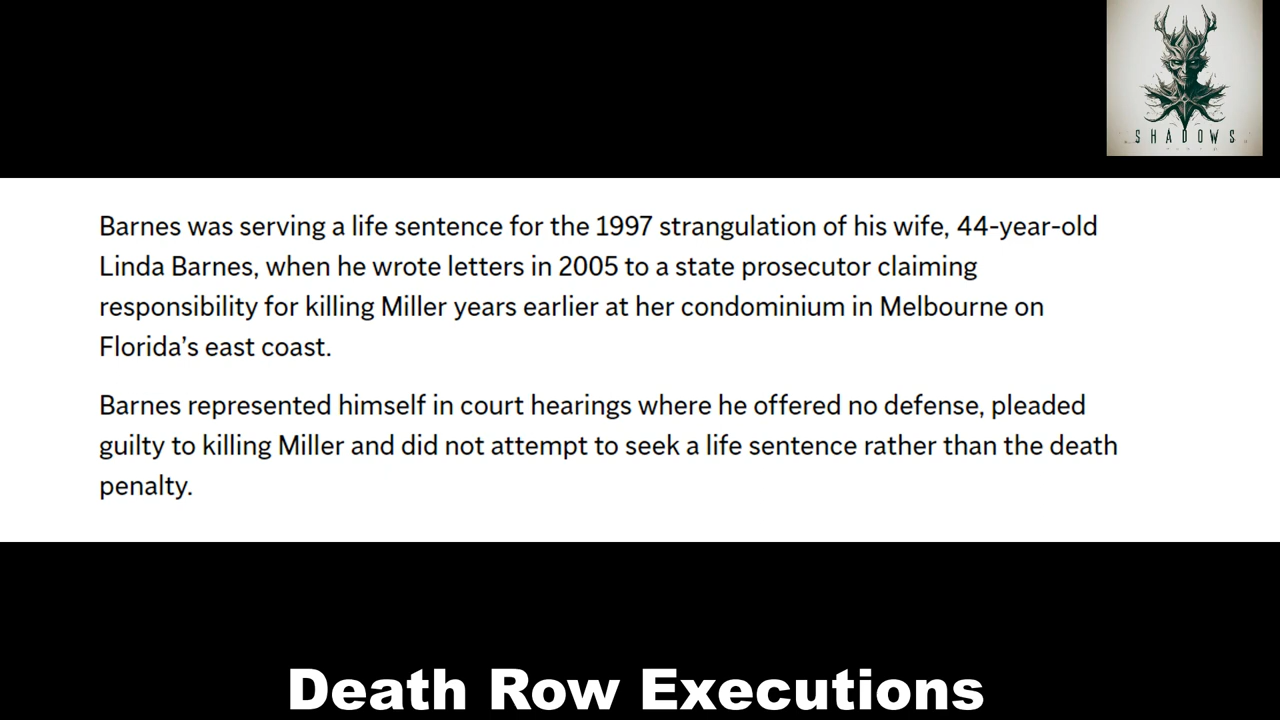 SHADOWS
Barnes was serving a life sentence for the 1997 strangulation of his wife, 44-year-old
Linda Barnes, when he wrote letters in 2005 to a state prosecutor claiming
responsibility for killing Miller years earlier at her condominium in Melbourne on
Florida’s east coast.
Barnes represented himself in court hearings where he offered no defense, pleaded
guilty to killing Miller and did not attempt to seek a life sentence rather than the death
penalty.
Death Row Executions